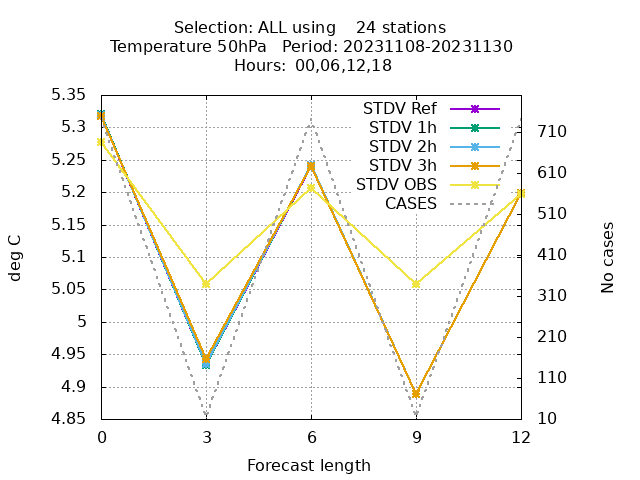 Selection: ALL using    24 stations
Temperature 50hPa   Period: 20231108-20231130
Hours:  00,06,12,18
5.35
5.3
5.25
5.2
5.15
5.1
5.05
5
4.95
4.9
4.85
deg C
STDV Ref
STDV 1h
STDV 2h
STDV 3h
STDV OBS
CASES
710
610
510
410
310
210
110
10
No cases
0 3 6 9 12
Forecast length